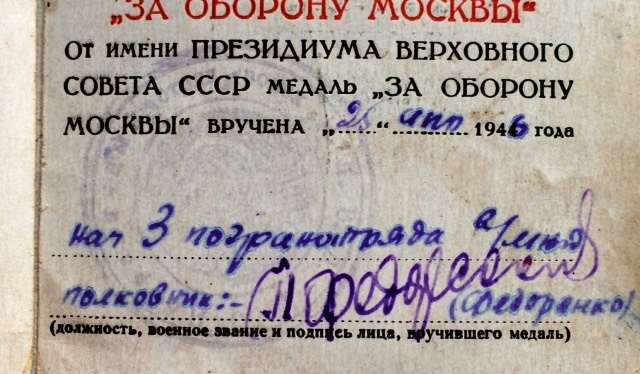 „ЗА ОБОРОНУ МОСКВЫ“
От имени ПРЕЗИДИУМА ВЕРХОВНОГО
СОВЕТА СССР медаль „ЗА ОБОРОНУ
МОСКВЫ“ вручена „ “ апр 1946 года
нач 3 погранотряда
полковник:- (Федоренко)
(должность, военное звание и подпись лица, вручившего медаль)